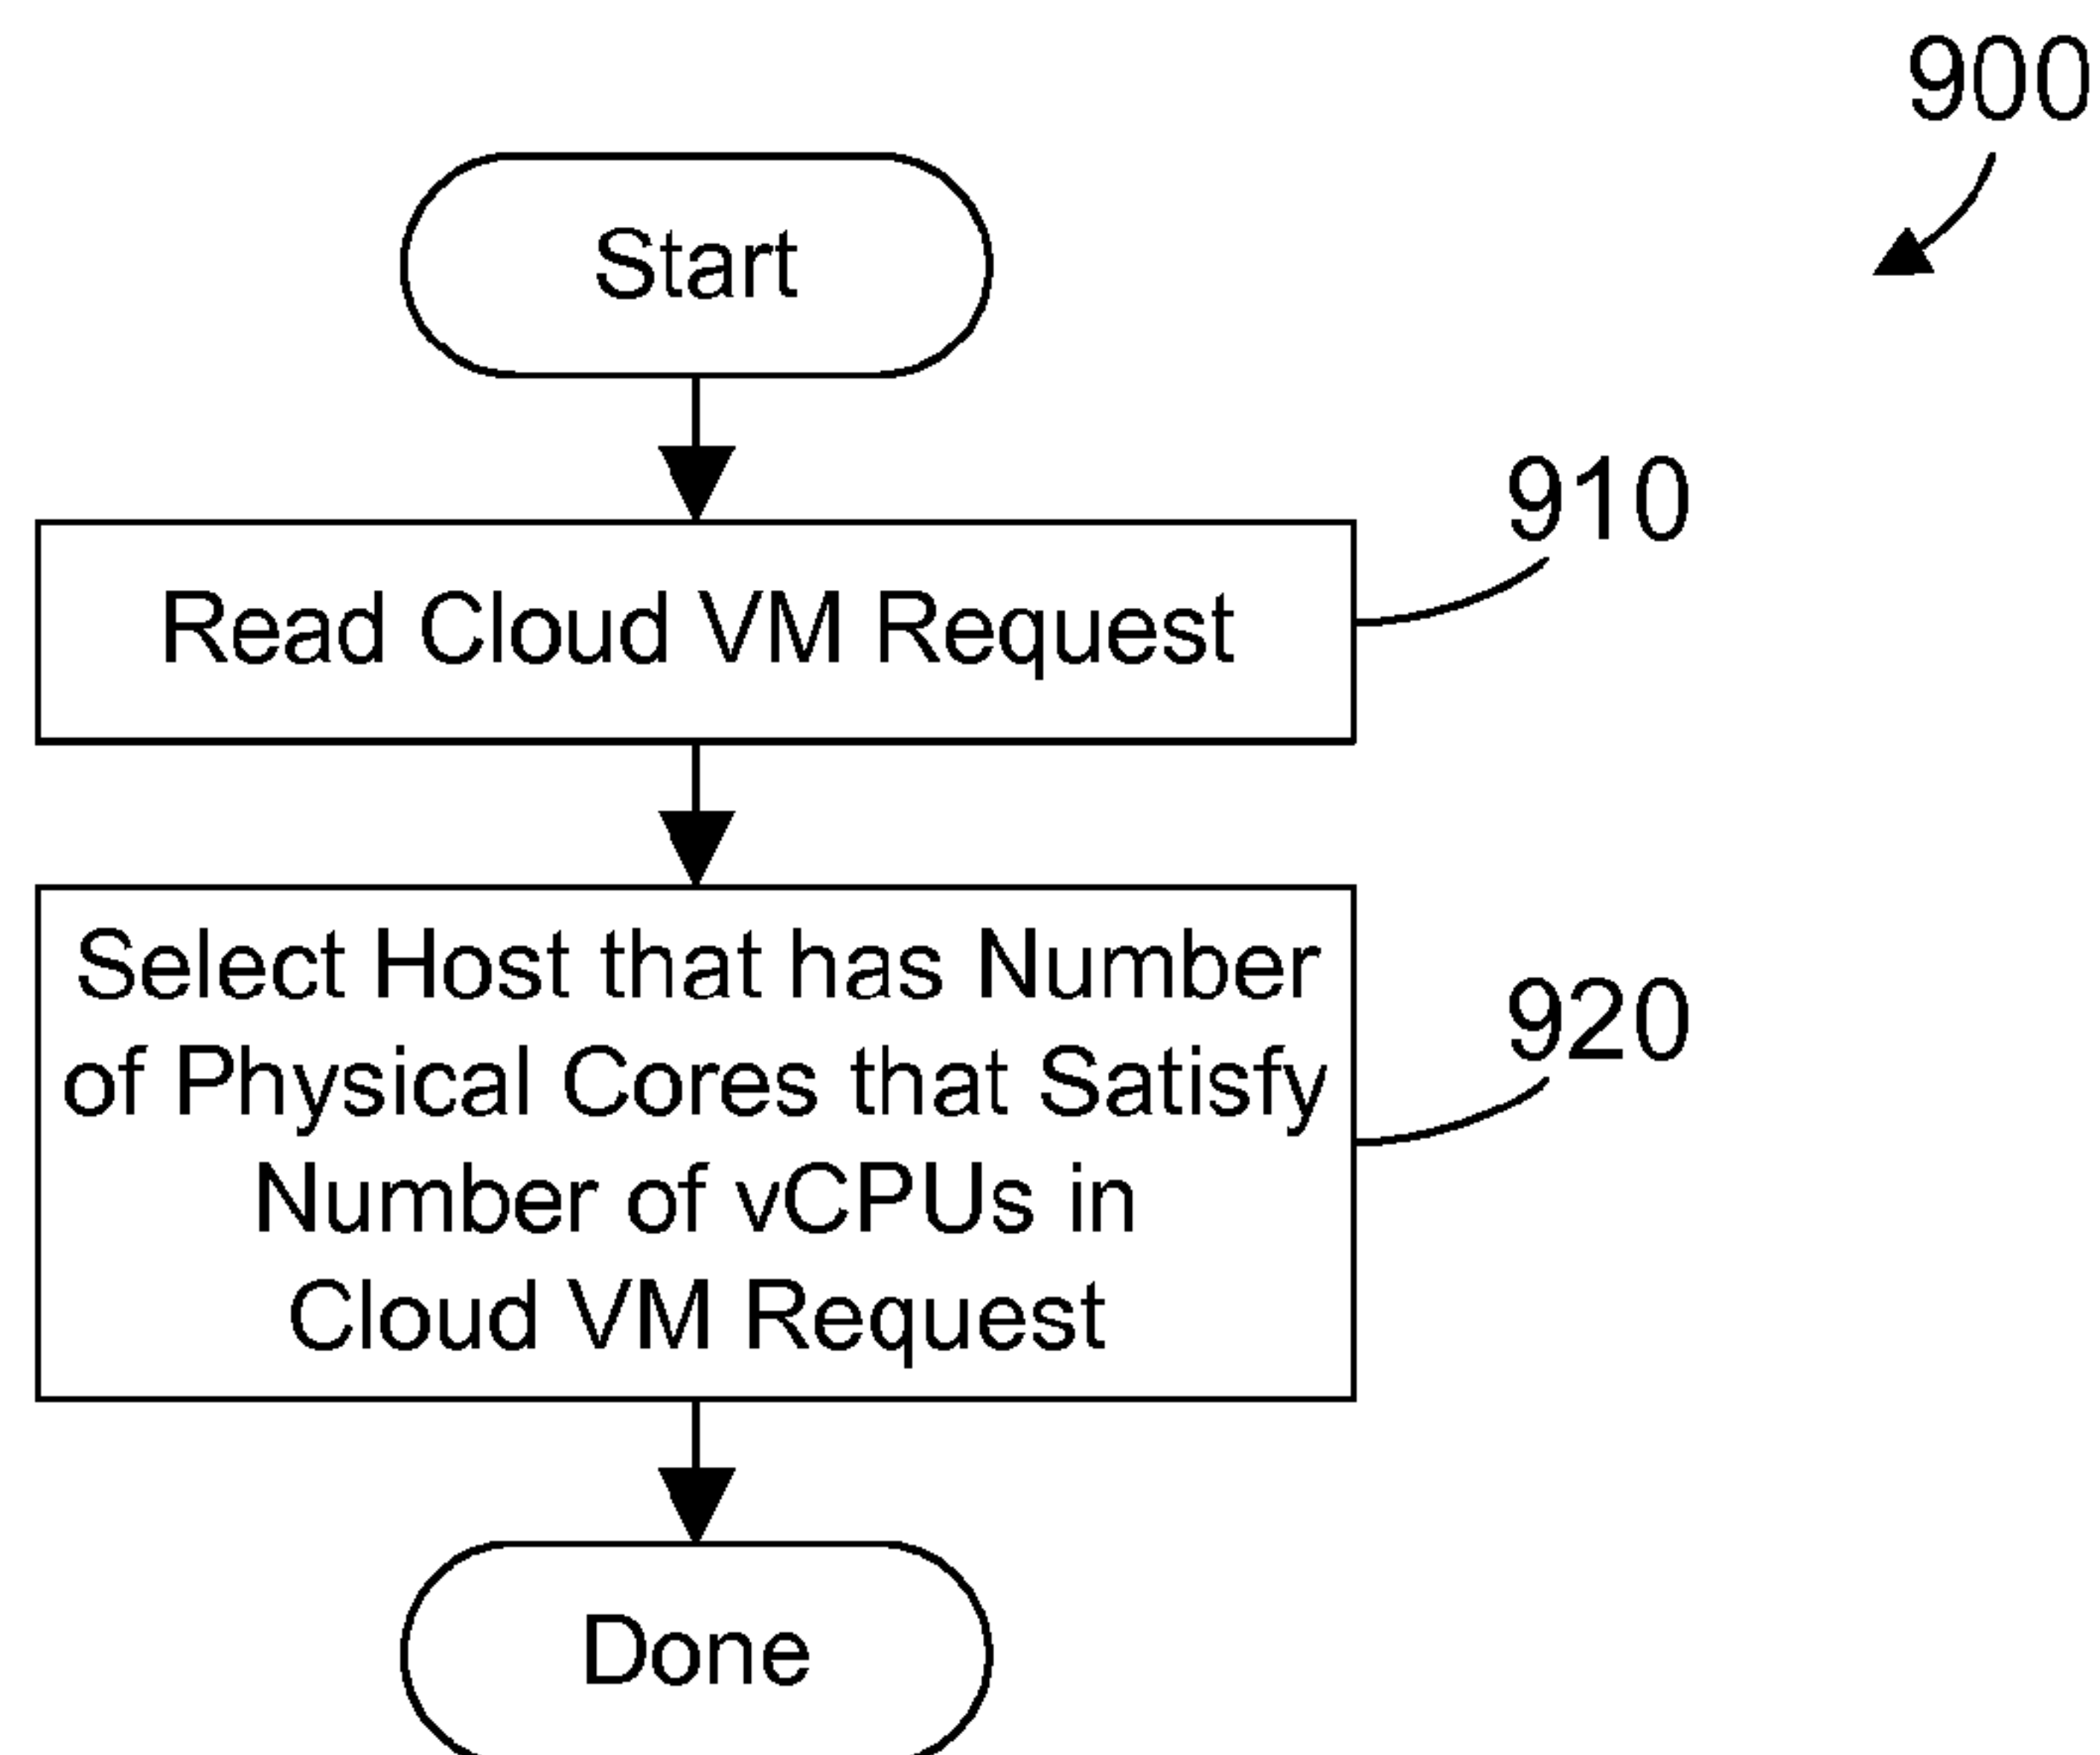 900
Start
910
Read Cloud VM Request
Select Host that has Number
of Physical Cores that Satisfy
Number of vCPUs in
Cloud VM Request
920
Done